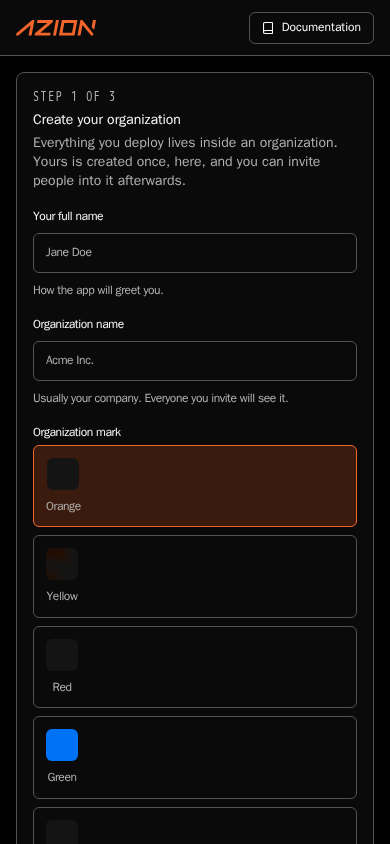 AZION
Documentation
STEP 1 OF 3
Create your organization
Everything you deploy lives inside an organization.
Yours is created once, here, and you can invite
people into it afterwards.
Your full name
Jane Doe
How the app will greet you.
Organization name
Acme Inc.
Usually your company. Everyone you invite will see it.
Organization mark
Orange
Yellow
Red
Green